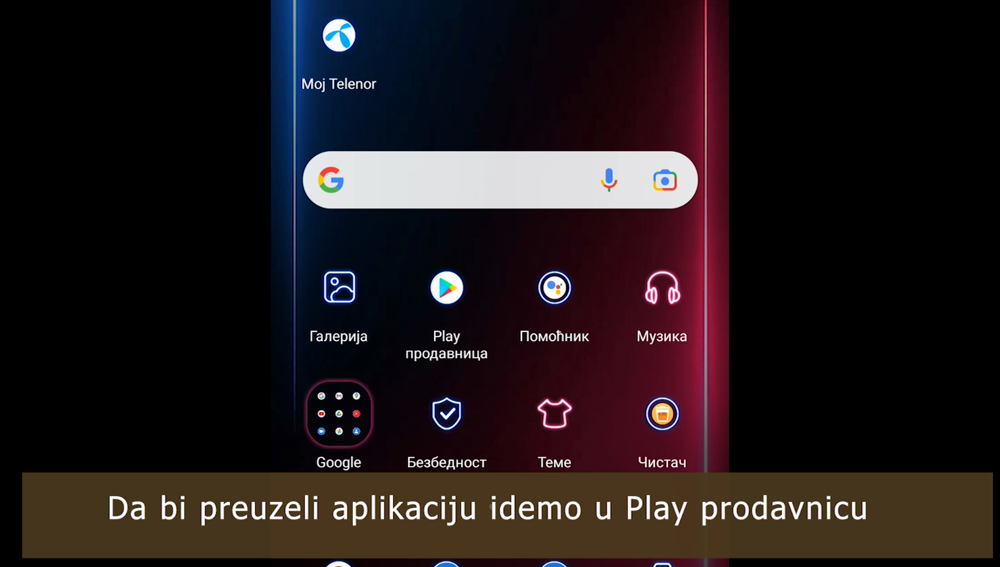 Moj Telenor
Галерија
Play продавница
Помоћник
Музика
Google
Безбедност
Теме
Чистач
Da bi preuzeli aplikaciju idemo u Play prodavnicu